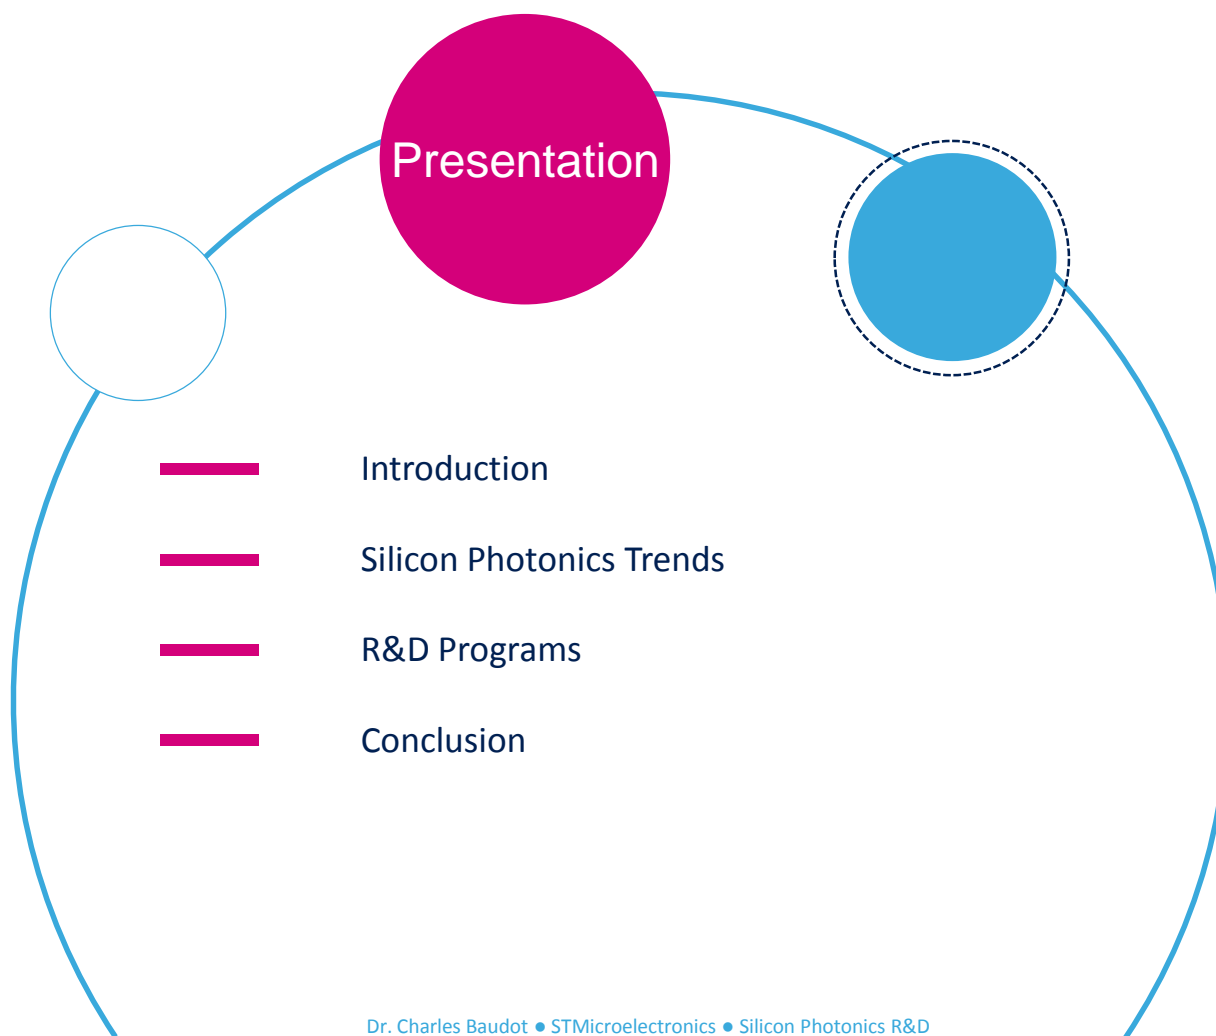 Presentation
Introduction
Silicon Photonics Trends
R&D Programs
Conclusion
Dr. Charles Baudot ● STMicroelectronics ● Silicon Photonics R&D